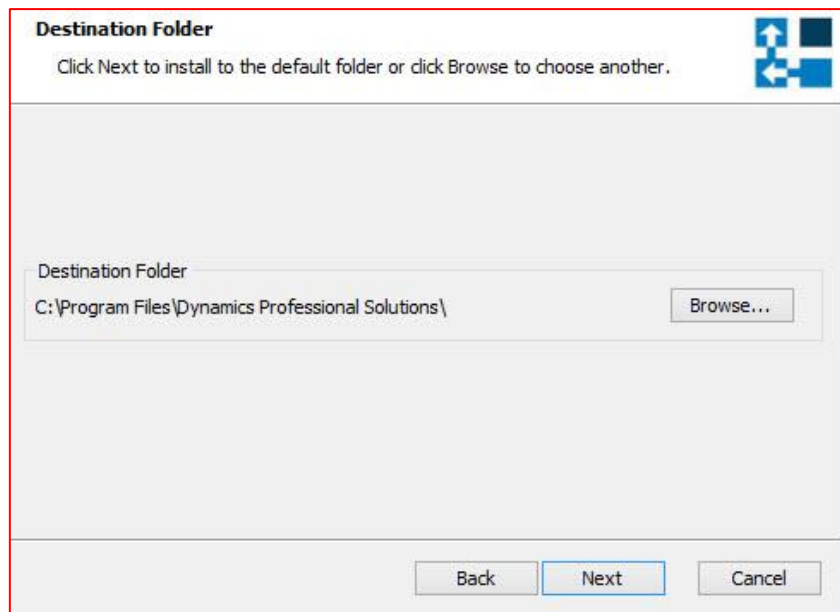 Destination Folder
Click Next to install to the default folder or click Browse to choose another.
Destination Folder
C:\Program Files\Dynamics Professional Solutions\
Browse...
Back
Next
Cancel